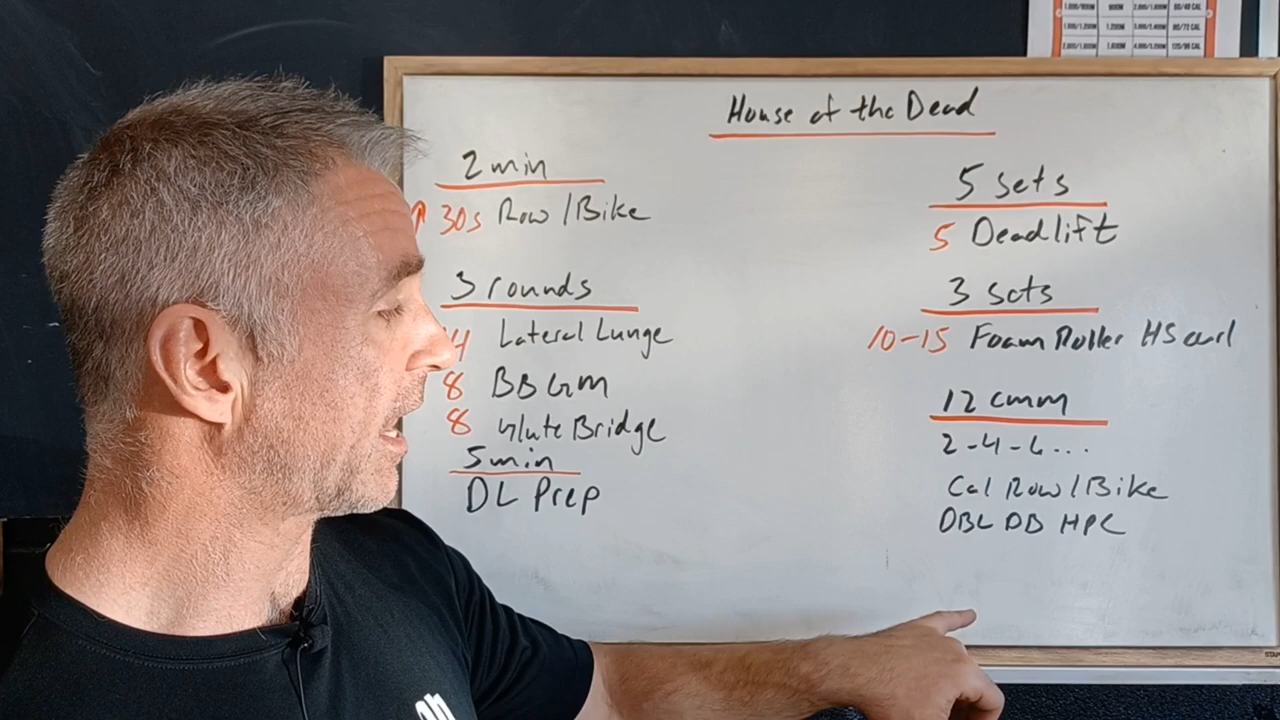 House of the Dead
2 min
↑ 30s Row/Bike
3 rounds
4 Lateral Lunge
8 BB GM
8 Glute Bridge
5 min
DL Prep
5 sets
5 Deadlift
3 sets
10-15 Foam Roller HS curl
12 amm
2-4-6...
Cal Row/Bike
DBL DB HPC